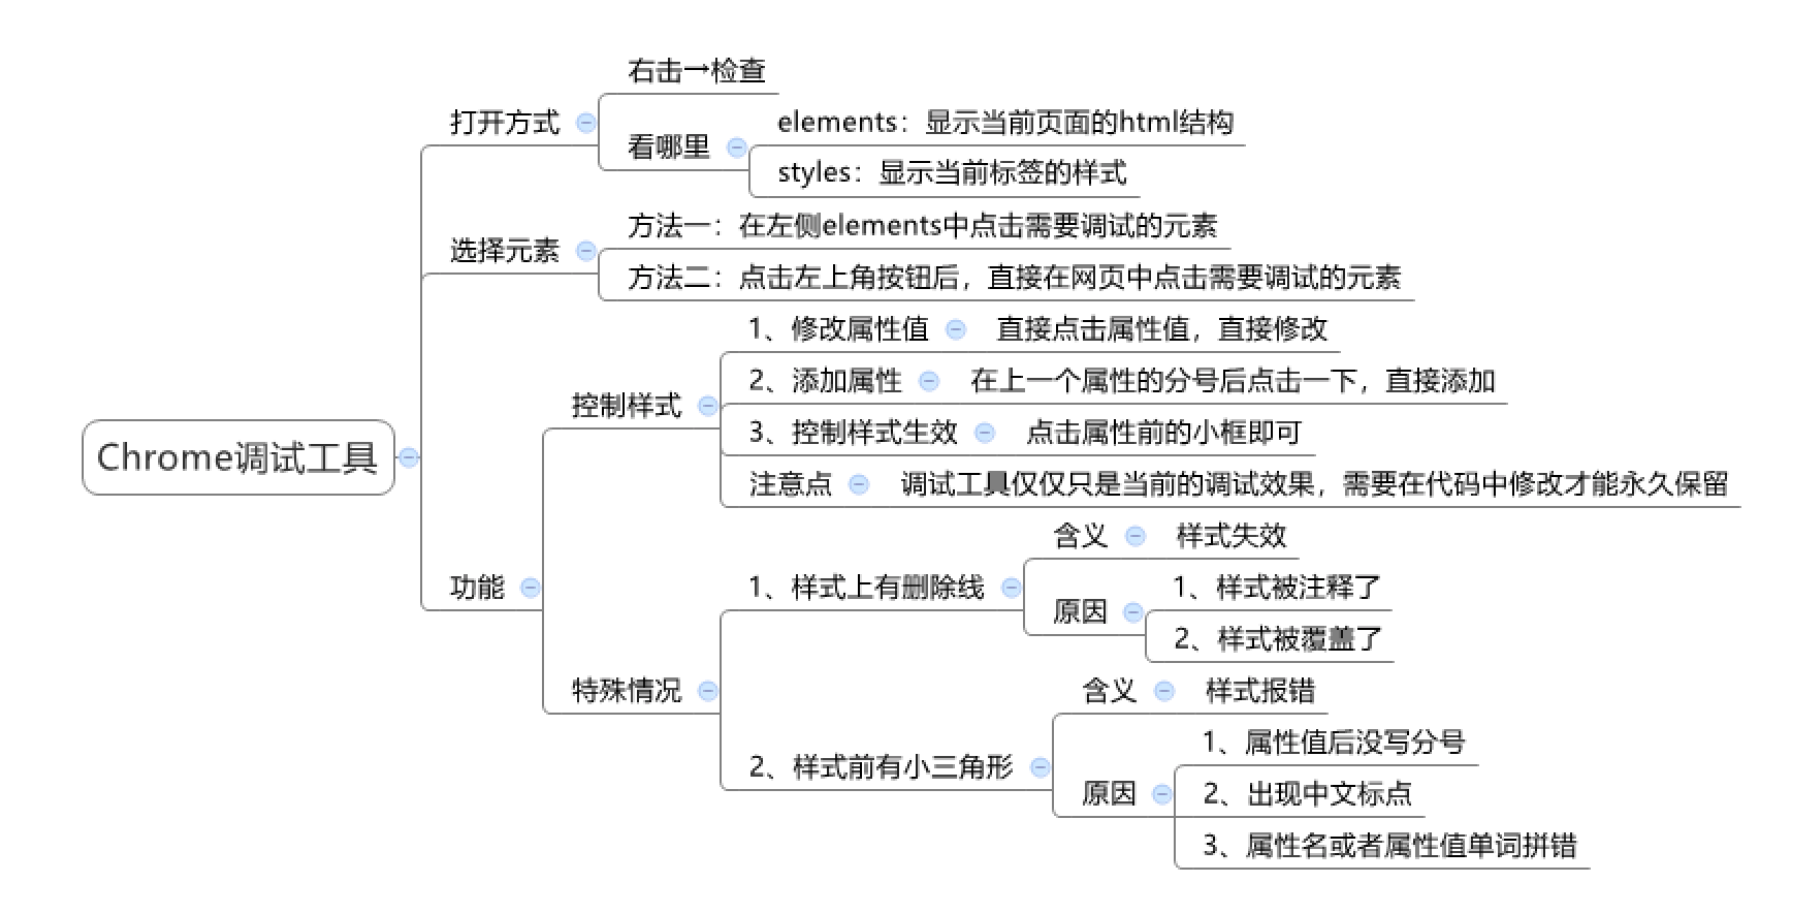 右击→检查
打开方式
elements：显示当前页面的html结构
看哪里
styles：显示当前标签的样式
方法一：在左侧elements中点击需要调试的元素
选择元素
方法二：点击左上角按钮后，直接在网页中点击需要调试的元素
1、修改属性值 直接点击属性值，直接修改
2、添加属性 在上一个属性的分号后点击一下，直接添加
控制样式
3、控制样式生效 点击属性前的小框即可
Chrome调试工具
注意点 调试工具仅仅只是当前的调试效果，需要在代码中修改才能永久保留
含义 样式失效
功能
1、样式上有删除线
1、样式被注释了
原因
2、样式被覆盖了
特殊情况
含义 样式报错
1、属性值后没写分号
2、样式前有小三角形
原因
2、出现中文标点
3、属性名或者属性值单词拼错